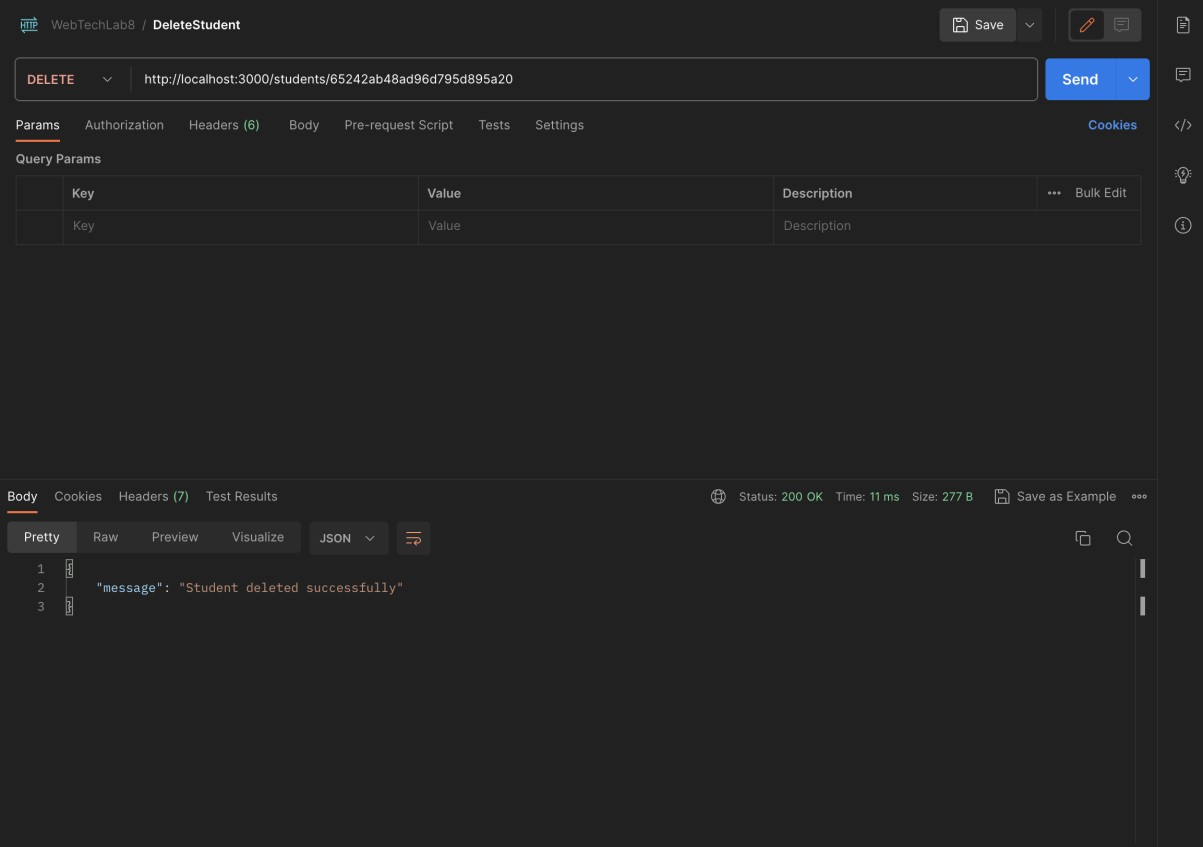 HTTP WebTechLab8 / DeleteStudent Save
DELETE http://localhost:3000/students/65242ab48ad96d795d895a20 Send
Params Authorization Headers (6) Body Pre-request Script Tests Settings Cookies
Query Params
Key Value Description ••• Bulk Edit
Key Value Description
Body Cookies Headers (7) Test Results Status: 200 OK Time: 11 ms Size: 277 B Save as Example
Pretty Raw Preview Visualize JSON
1 {
2 "message": "Student deleted successfully"
3 }